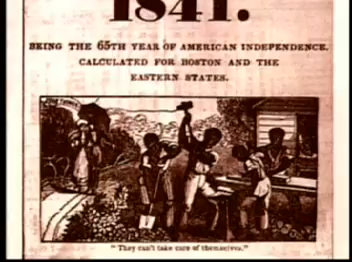 1841.
BEING THE 65TH YEAR OF AMERICAN INDEPENDENCE.
CALCULATED FOR BOSTON AND THE
EASTERN STATES.
"They can't take care of themselves."